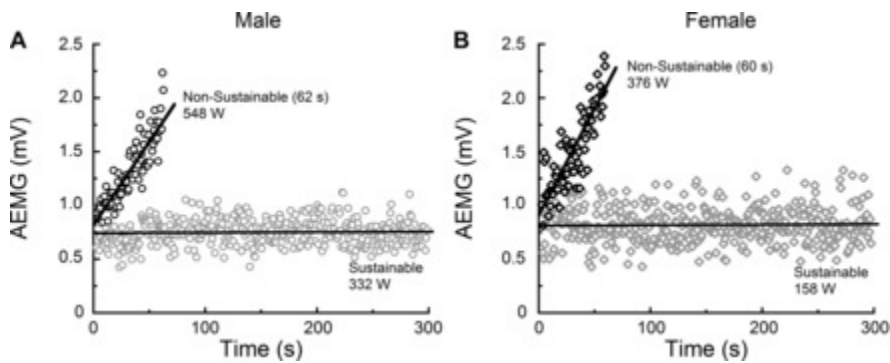 Male
Female
A
B
AEMG (mV)
2.5
2.0
1.5
1.0
0.5
0
Non-Sustainable (62 s)
548 W
Sustainable
332 W
0
100
200
300
Time (s)
AEMG (mV)
2.5
2.0
1.5
1.0
0.5
0
Non-Sustainable (60 s)
376 W
Sustainable
158 W
0
100
200
300
Time (s)